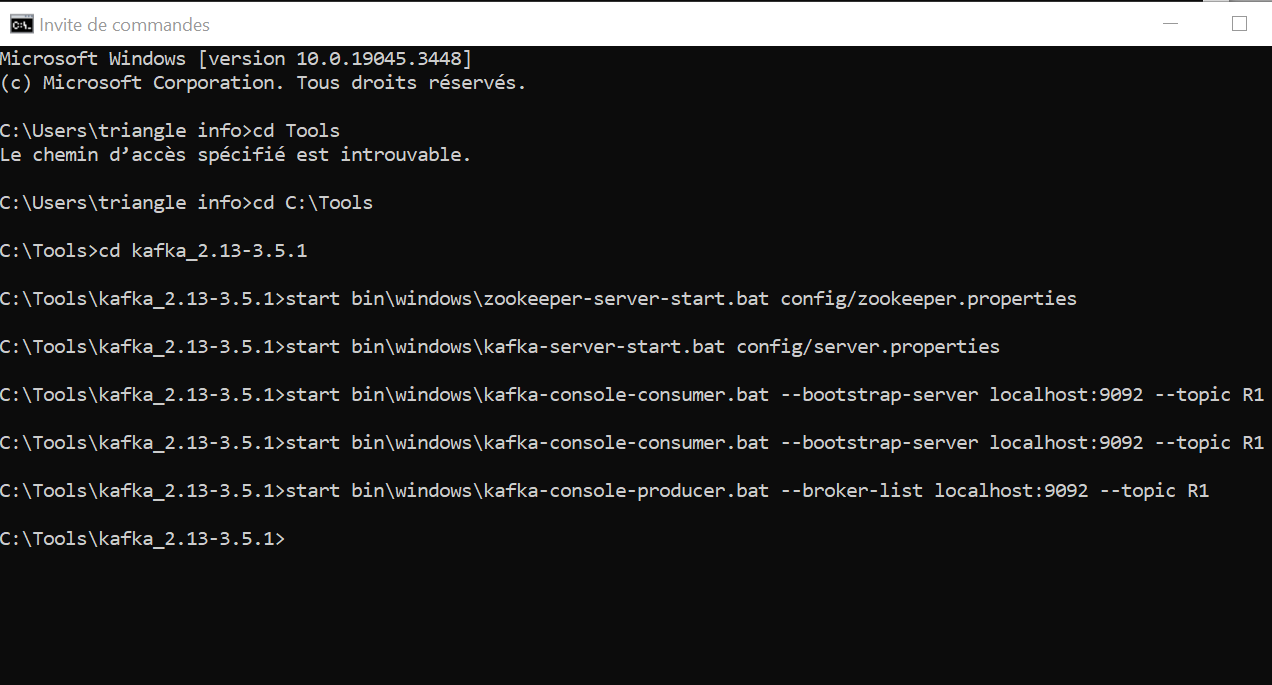 Invite de commandes
Microsoft Windows [version 10.0.19045.3448]
(c) Microsoft Corporation. Tous droits réservés.
C:\Users\triangle info>cd Tools
Le chemin d’accès spécifié est introuvable.
C:\Users\triangle info>cd C:\Tools
C:\Tools>cd kafka_2.13-3.5.1
C:\Tools\kafka_2.13-3.5.1>start bin\windows\zookeeper-server-start.bat config/zookeeper.properties
C:\Tools\kafka_2.13-3.5.1>start bin\windows\kafka-server-start.bat config/server.properties
C:\Tools\kafka_2.13-3.5.1>start bin\windows\kafka-console-consumer.bat --bootstrap-server localhost:9092 --topic R1
C:\Tools\kafka_2.13-3.5.1>start bin\windows\kafka-console-consumer.bat --bootstrap-server localhost:9092 --topic R1
C:\Tools\kafka_2.13-3.5.1>start bin\windows\kafka-console-producer.bat --broker-list localhost:9092 --topic R1
C:\Tools\kafka_2.13-3.5.1>